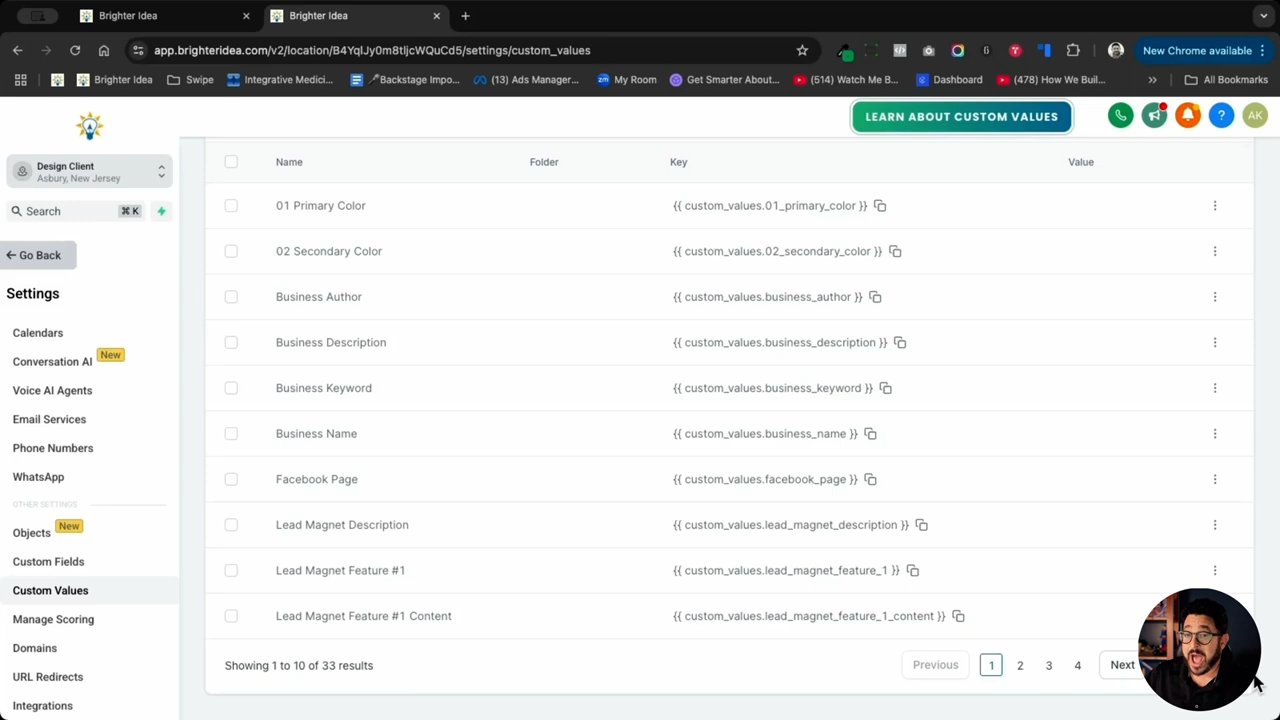 Brighter Idea
Brighter Idea
app.brighteridea.com/v2/location/B4YqIJy0m8tIjcWQuCd5/settings/custom_values
New Chrome available
Brighter Idea
Swipe
Integrative Medici...
Backstage Impo...
(13) Ads Manager...
My Room
Get Smarter About...
(514) Watch Me B...
Dashboard
(478) How We Buil...
All Bookmarks
LEARN ABOUT CUSTOM VALUES
AK
Design Client
Asbury, New Jersey
Search
⌘ K
Go Back
Settings
Calendars
Conversation AI New
Voice AI Agents
Email Services
Phone Numbers
WhatsApp
OTHER SETTINGS
Objects New
Custom Fields
Custom Values
Manage Scoring
Domains
URL Redirects
Integrations
Name Folder Key Value
01 Primary Color {{ custom_values.01_primary_color }}
02 Secondary Color {{ custom_values.02_secondary_color }}
Business Author {{ custom_values.business_author }}
Business Description {{ custom_values.business_description }}
Business Keyword {{ custom_values.business_keyword }}
Business Name {{ custom_values.business_name }}
Facebook Page {{ custom_values.facebook_page }}
Lead Magnet Description {{ custom_values.lead_magnet_description }}
Lead Magnet Feature #1 {{ custom_values.lead_magnet_feature_1 }}
Lead Magnet Feature #1 Content {{ custom_values.lead_magnet_feature_1_content }}
Showing 1 to 10 of 33 results
Previous 1 2 3 4 Next